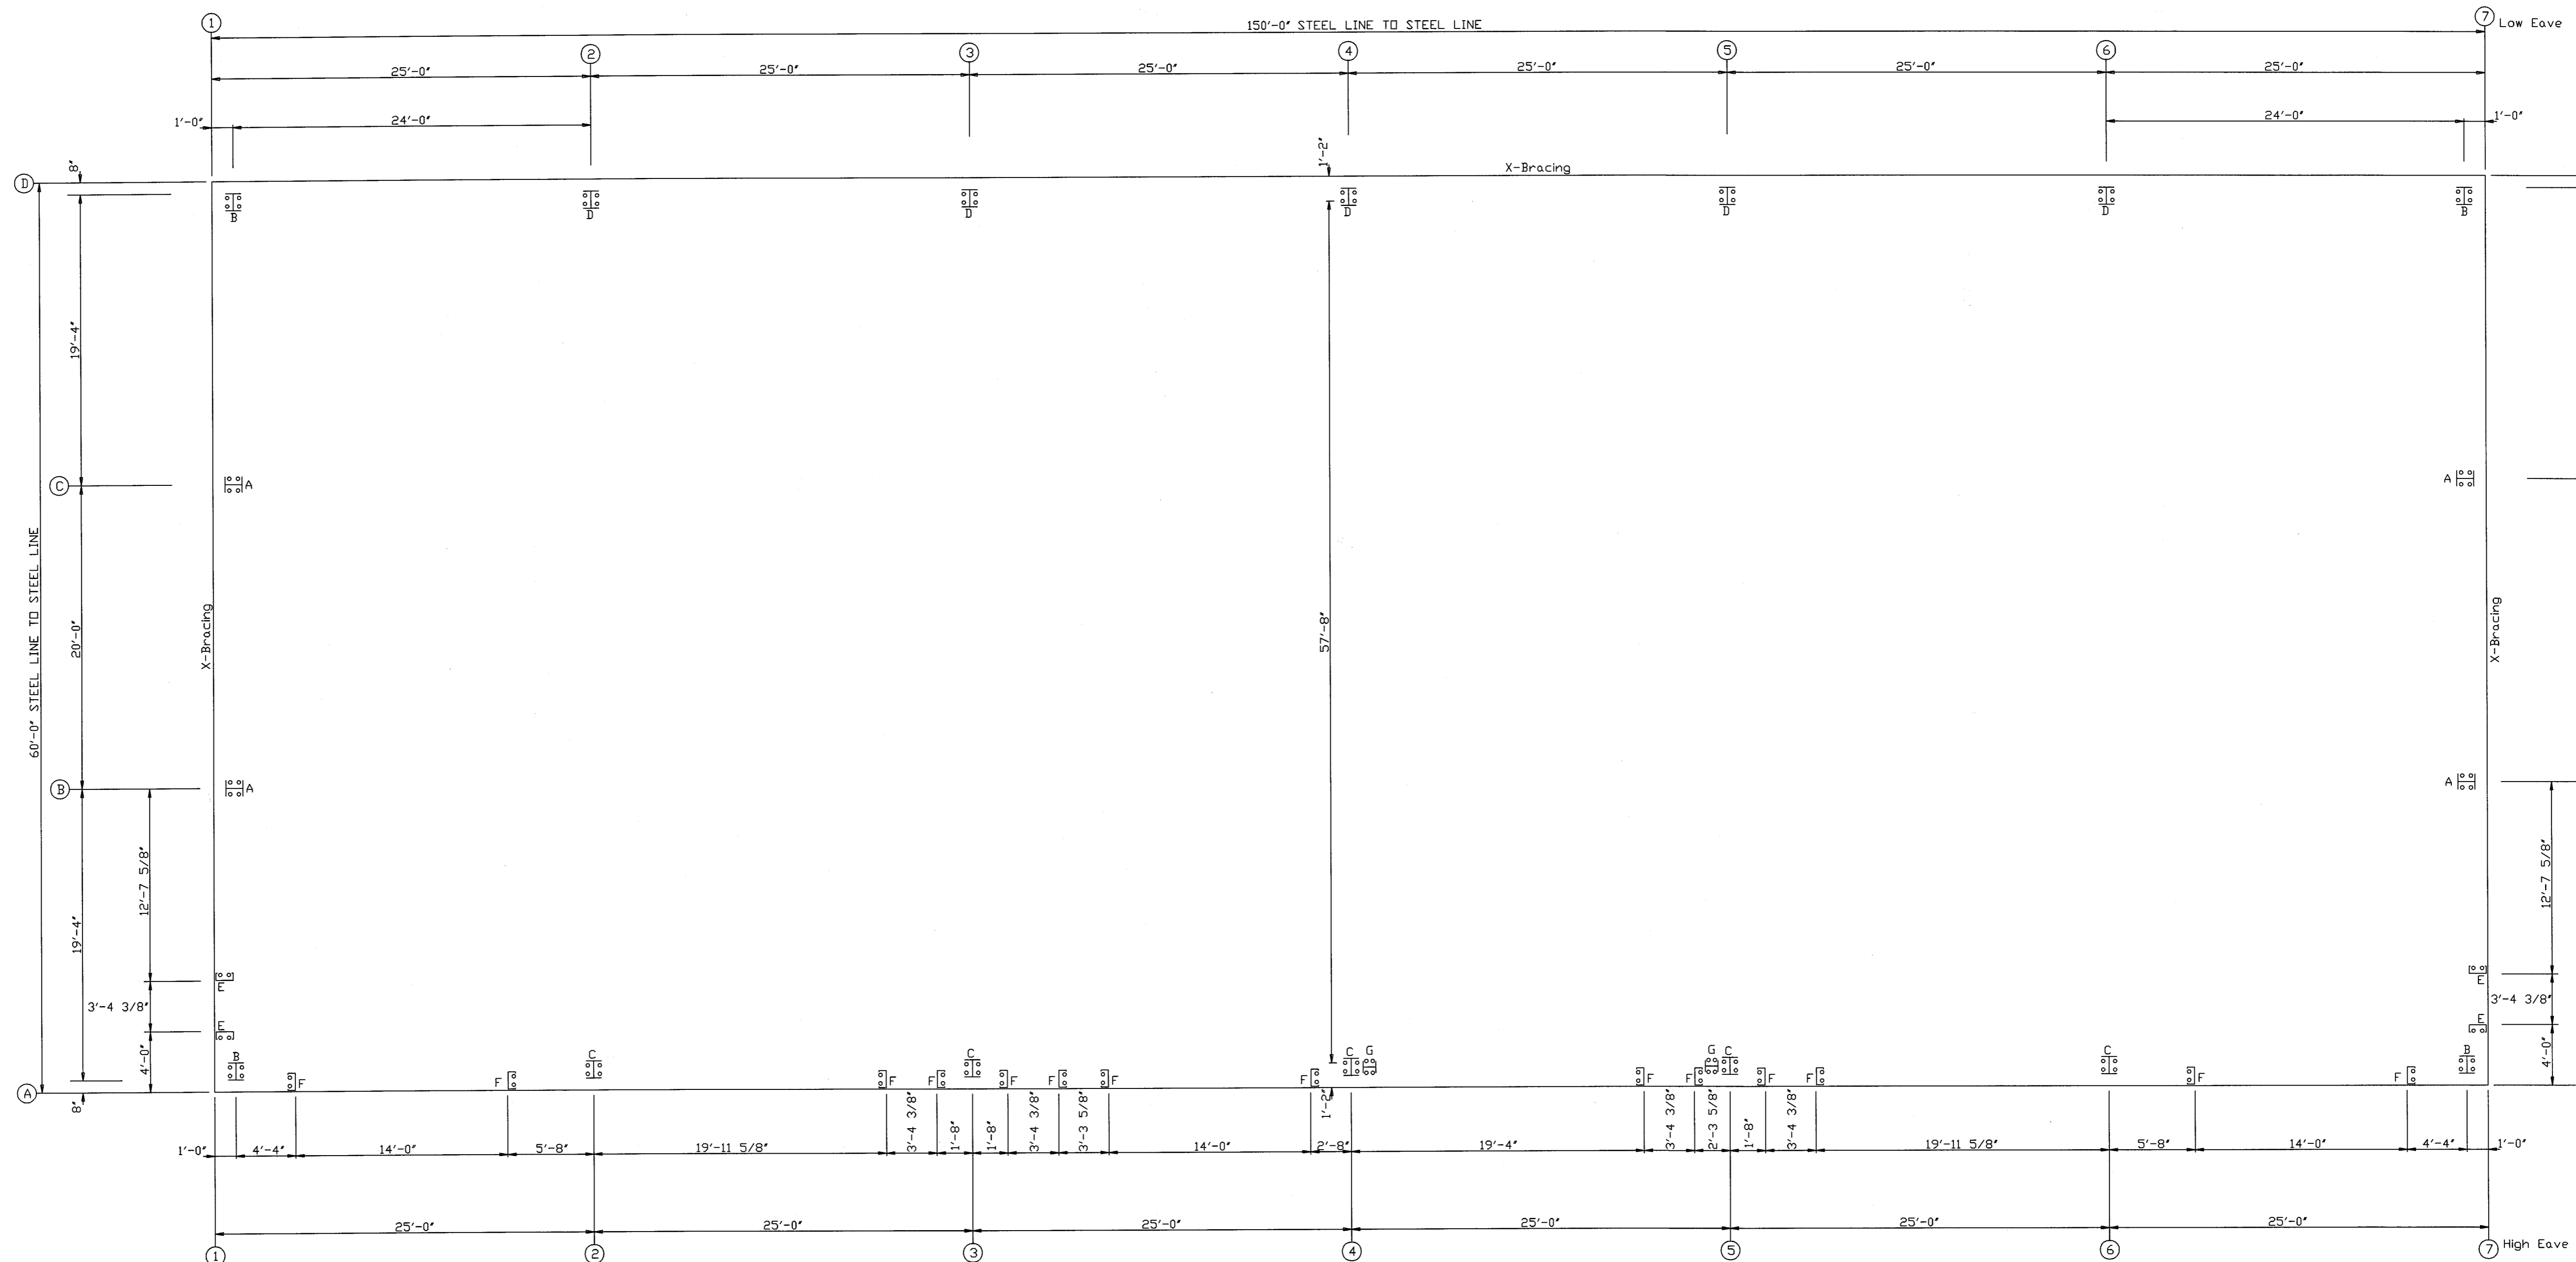 1 150'-0" STEEL LINE TO STEEL LINE 7 Low Eave
2 3 4 5 6
25'-0" 25'-0" 25'-0" 25'-0" 25'-0" 25'-0"
1'-0" 24'-0" 24'-0" 1'-0"
8" 1'-2"
X-Bracing
D
B D D D D D B
19'-4"
C A A
60'-0" STEEL LINE TO STEEL LINE
X-Bracing 20'-0" 57'-8" X-Bracing
B A A
12'-7 5/8" 12'-7 5/8"
19'-4"
E E
3'-4 3/8" 3'-4 3/8"
E E
4'-0" 4'-0"
B C C C G G C C B
F F F F F F F F F F F F F F
A
8" 1'-2"
1'-0" 4'-4" 14'-0" 5'-8" 19'-11 5/8" 3'-4 3/8" 1'-8" 1'-8" 3'-4 3/8" 3'-3 5/8" 14'-0" 2'-8" 19'-4" 3'-4 3/8" 2'-3 5/8" 1'-8" 3'-4 3/8" 19'-11 5/8" 5'-8" 14'-0" 4'-4" 1'-0"
25'-0" 25'-0" 25'-0" 25'-0" 25'-0" 25'-0"
1 2 3 4 5 6 7 High Eave